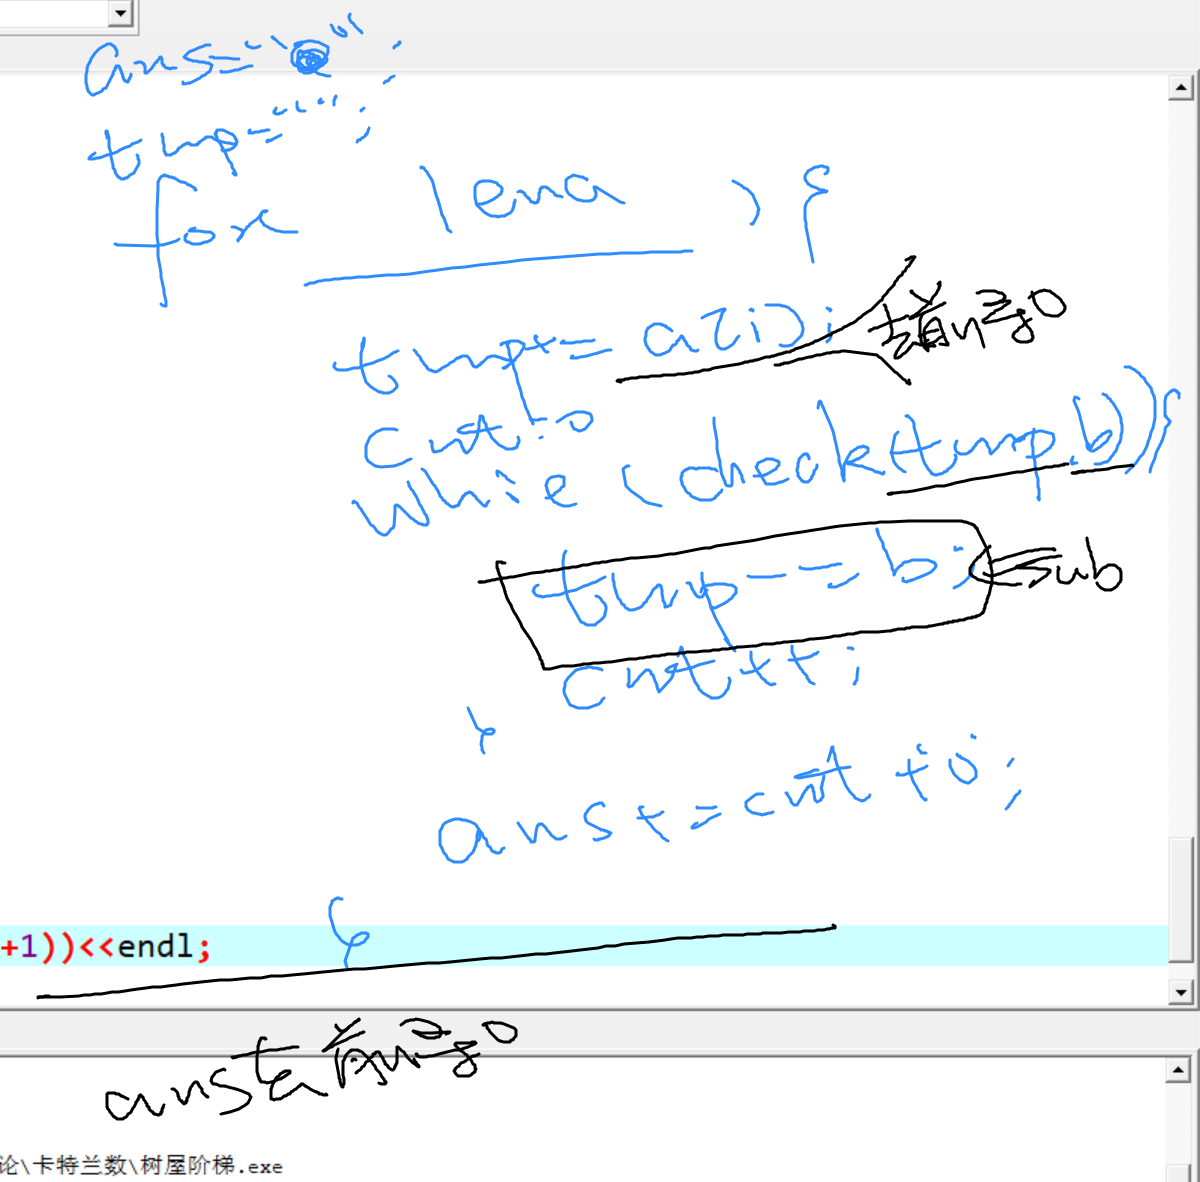 ans="";
tmp="";
for lena ) {
tmp+=a[i]; 去前导0
cnt=0
while (check(tmp,b)){
tmp-=b; sub
cnt++;
}
ans+=cnt+'0';
}
+1))<<endl;
ans去前导0
论\卡特兰数\树屋阶梯.exe